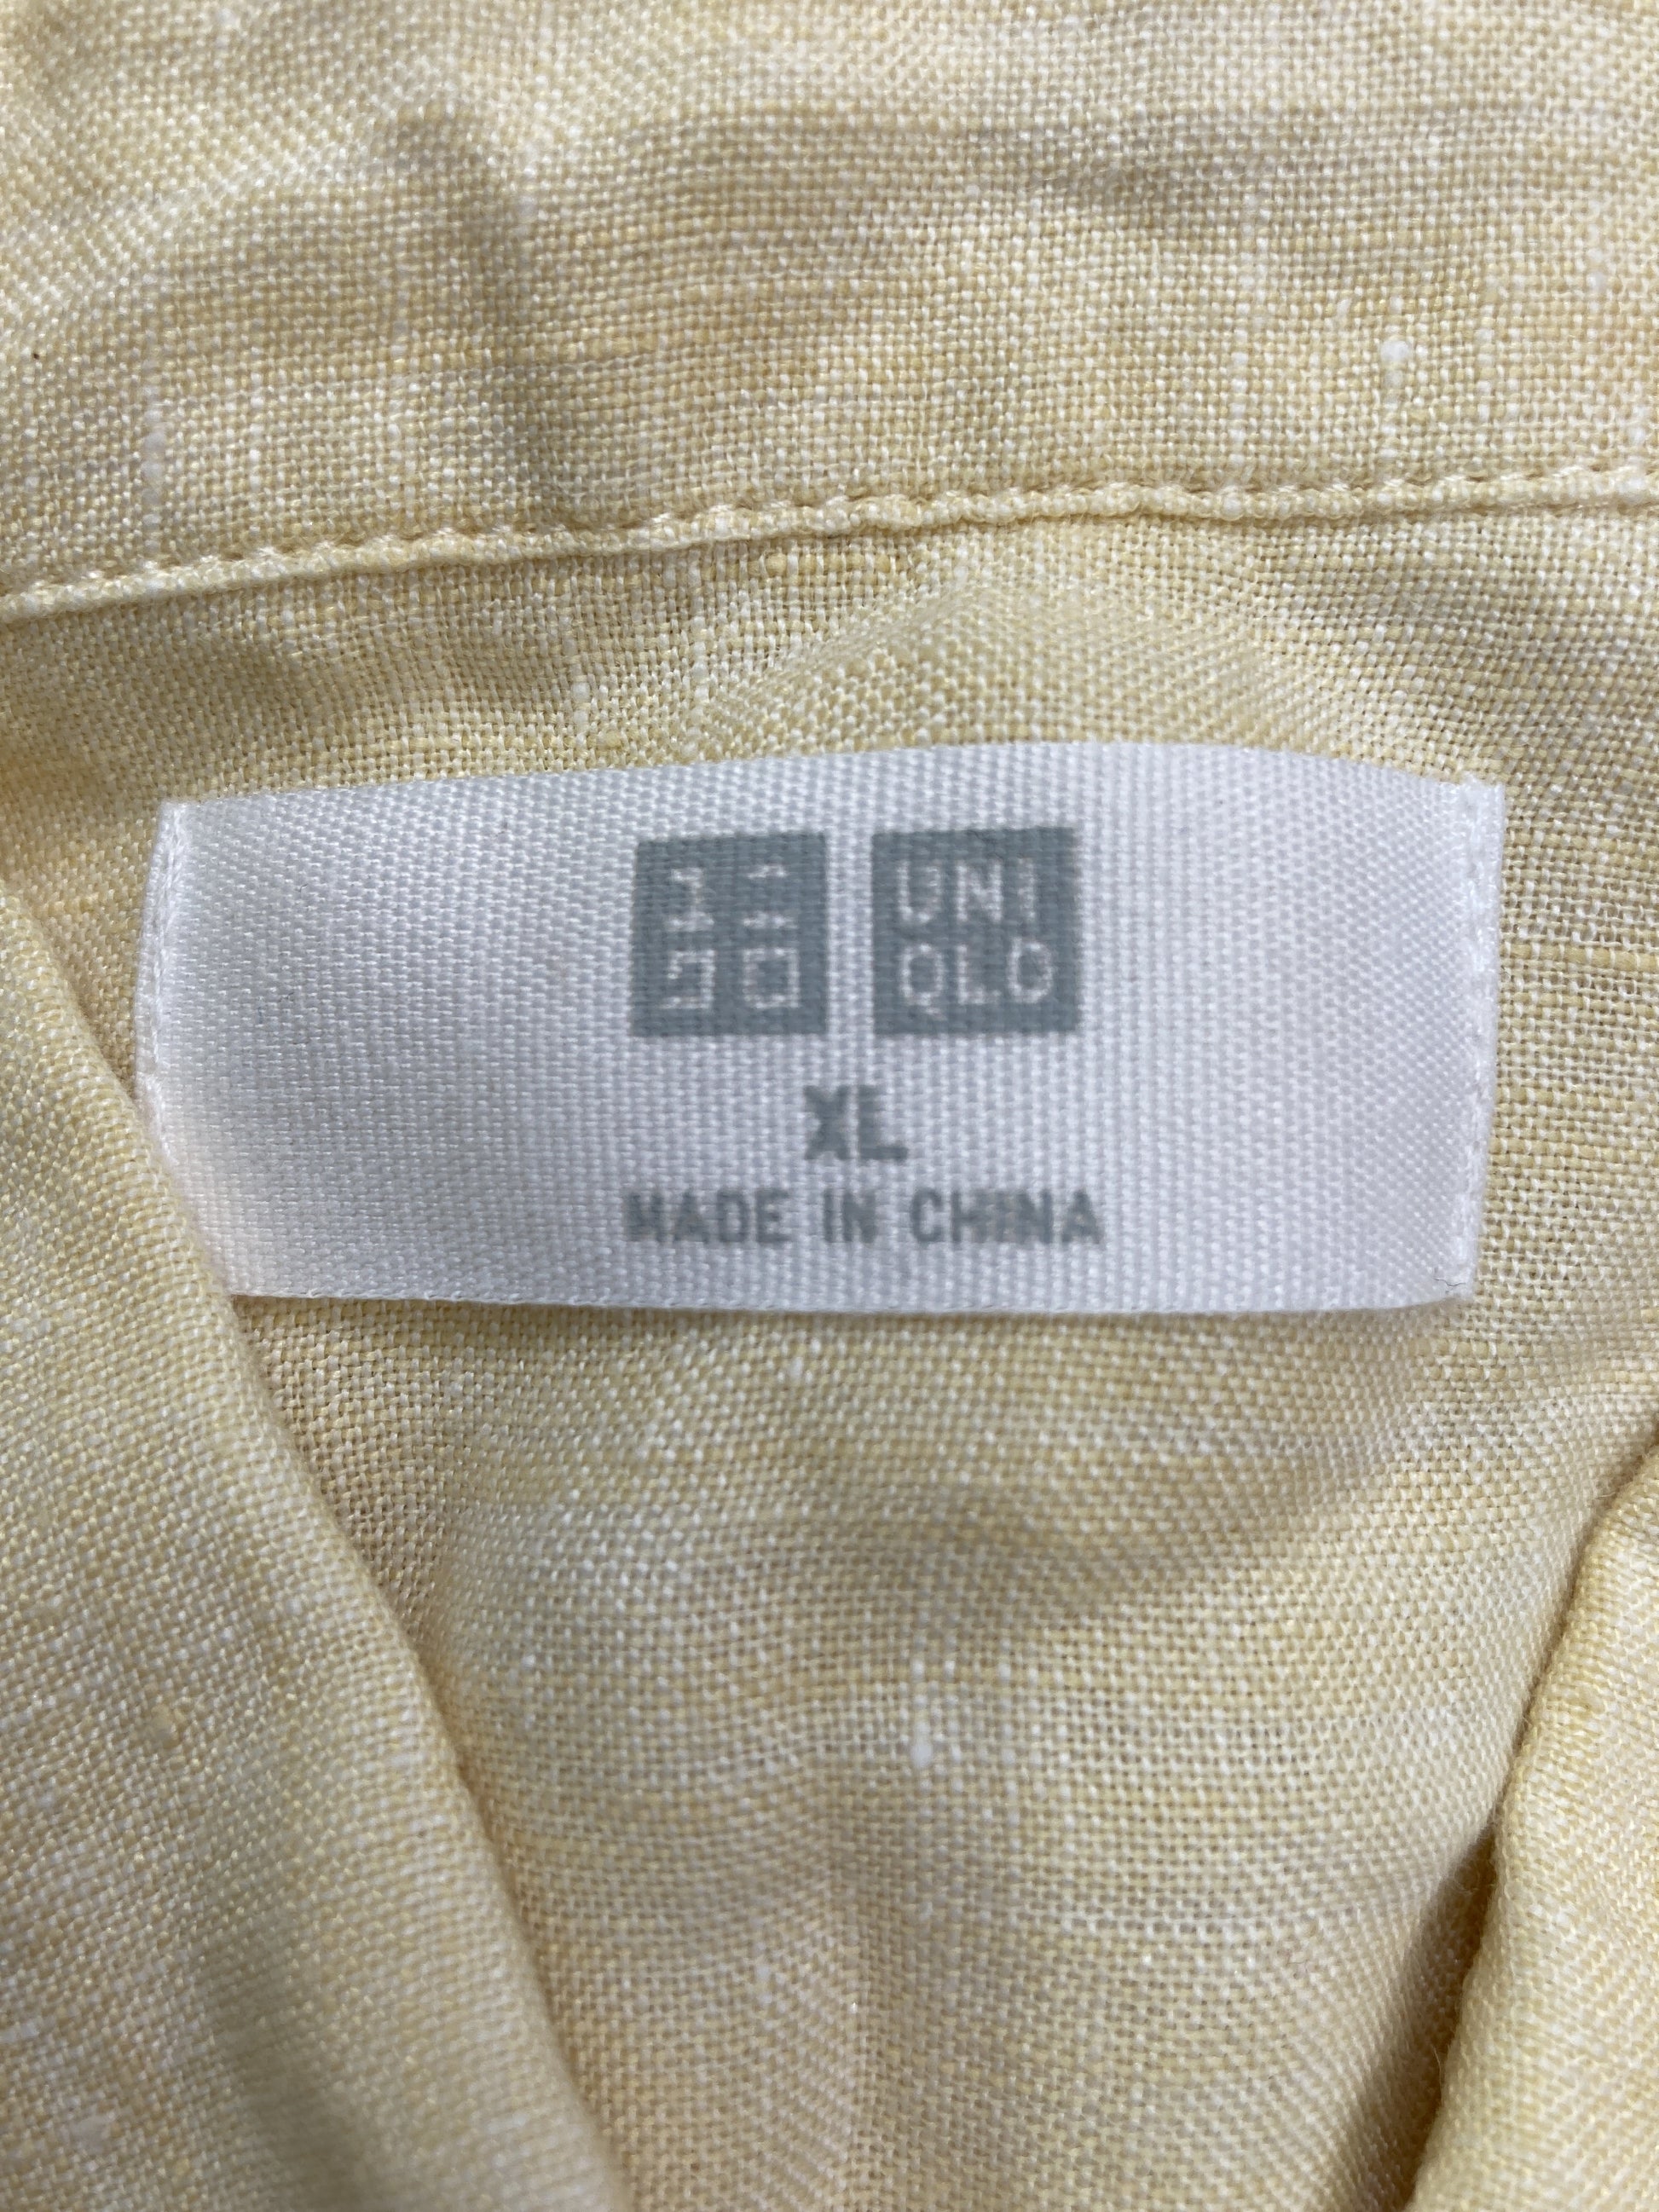 ユニ UNI
クロ QLO
XL
MADE IN CHINA